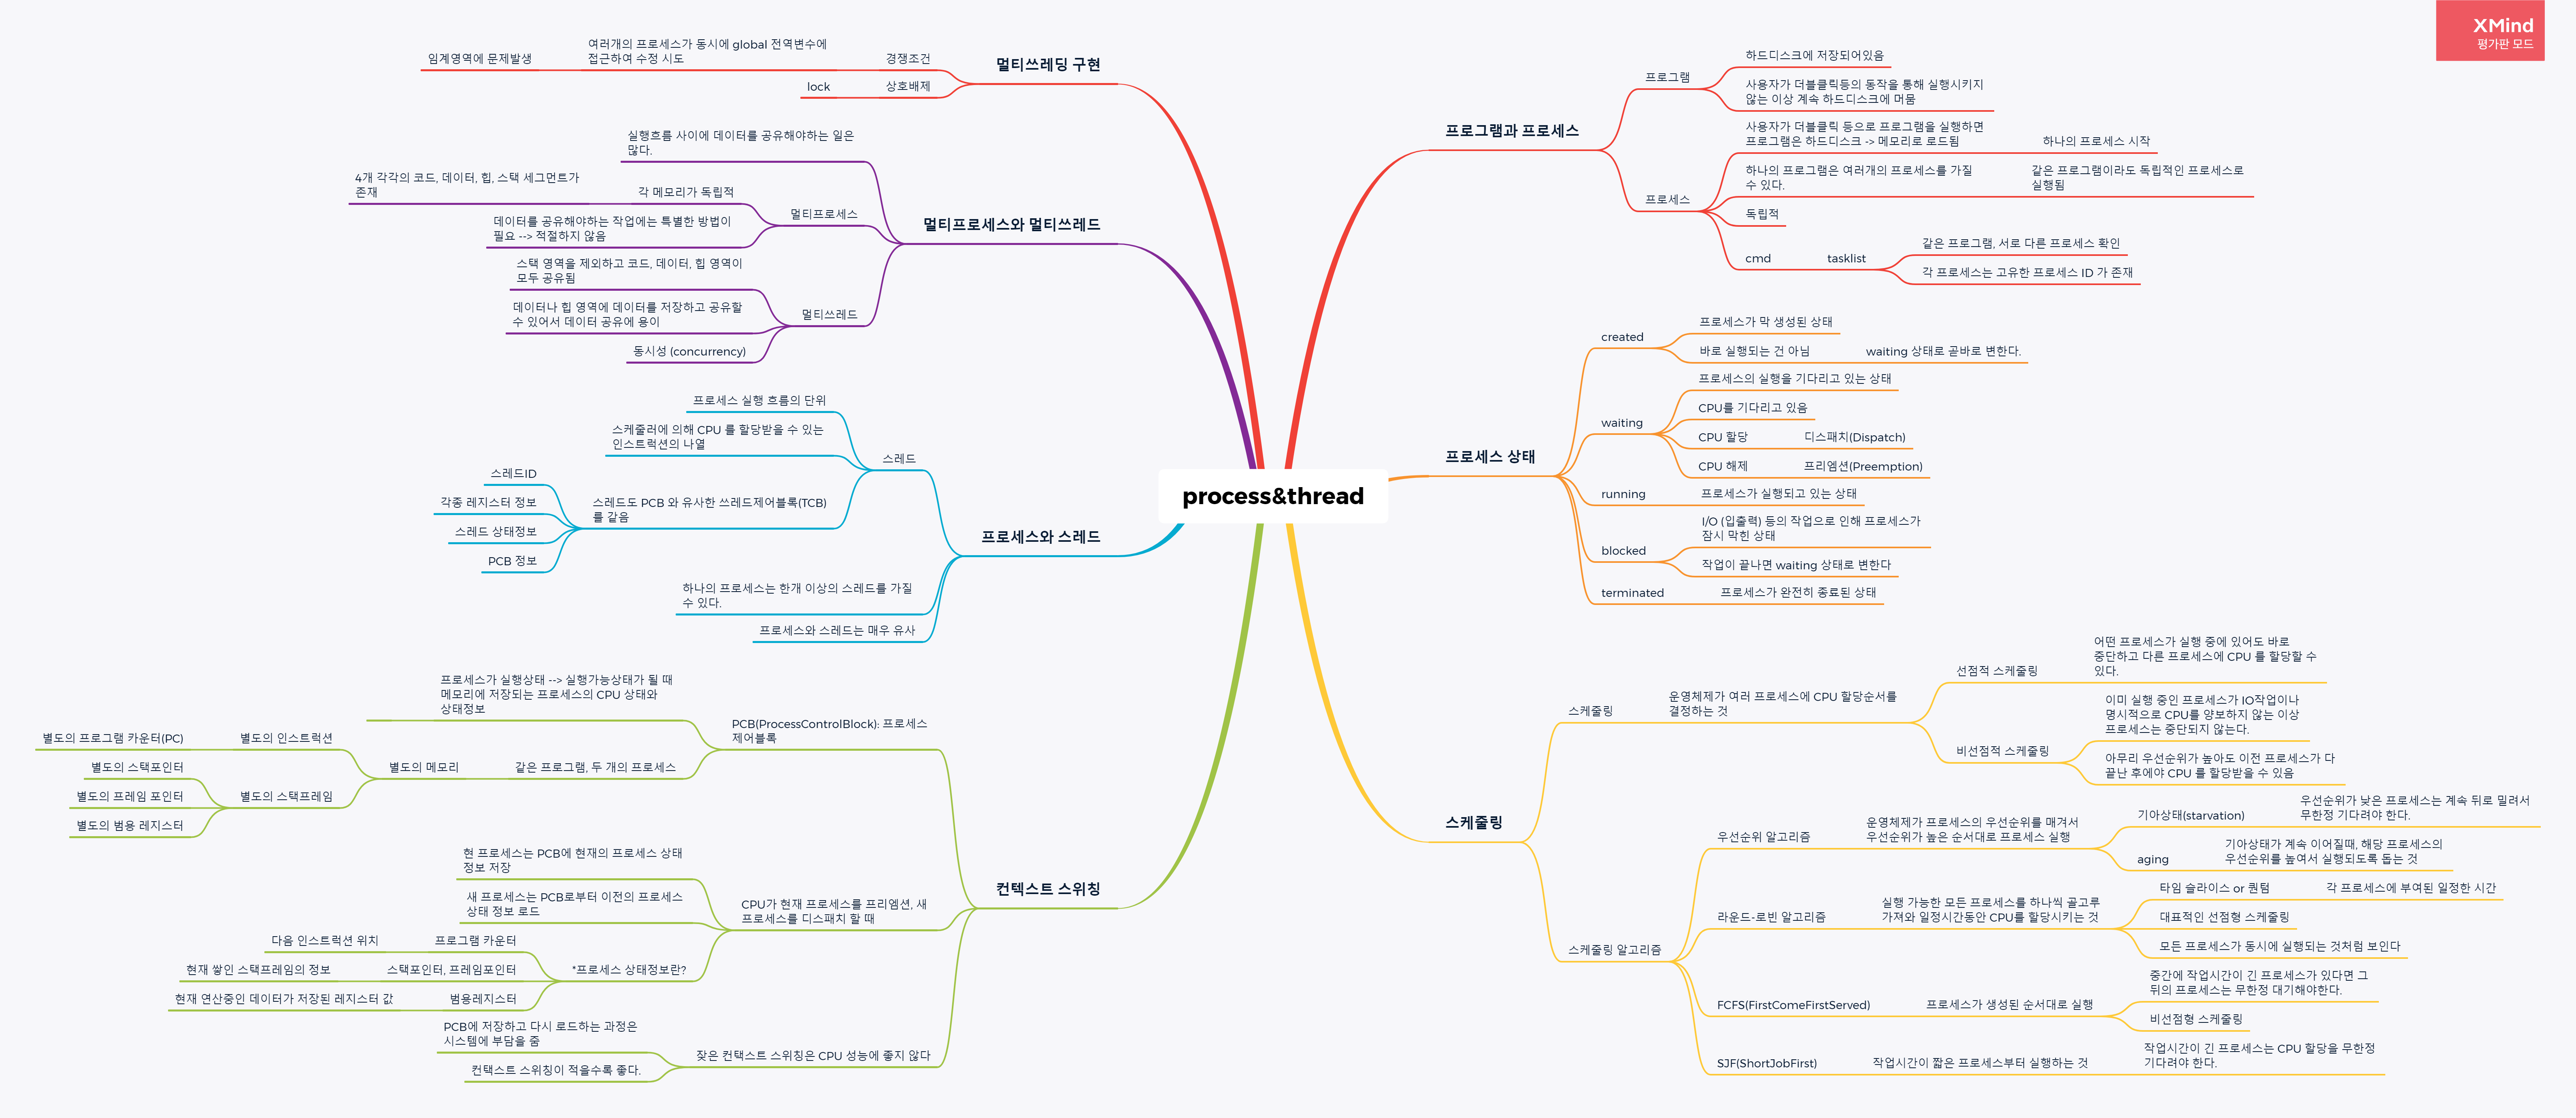 XMind
평가판 모드
process&thread
프로그램과 프로세스
프로그램
하드디스크에 저장되어있음
사용자가 더블클릭등의 동작을 통해 실행시키지
않는 이상 계속 하드디스크에 머뭄
프로세스
사용자가 더블클릭 등으로 프로그램을 실행하면
프로그램은 하드디스크 -> 메모리로 로드됨
하나의 프로세스 시작
하나의 프로그램은 여러개의 프로세스를 가질
수 있다.
같은 프로그램이라도 독립적인 프로세스로
실행됨
독립적
cmd
tasklist
같은 프로그램, 서로 다른 프로세스 확인
각 프로세스는 고유한 프로세스 ID 가 존재
프로세스 상태
created
프로세스가 막 생성된 상태
바로 실행되는 건 아님
waiting 상태로 곧바로 변한다.
waiting
프로세스의 실행을 기다리고 있는 상태
CPU를 기다리고 있음
CPU 할당
디스패치(Dispatch)
CPU 해제
프리엠션(Preemption)
running
프로세스가 실행되고 있는 상태
blocked
I/O (입출력) 등의 작업으로 인해 프로세스가
잠시 막힌 상태
작업이 끝나면 waiting 상태로 변한다
terminated
프로세스가 완전히 종료된 상태
스케줄링
스케줄링
운영체제가 여러 프로세스에 CPU 할당순서를
결정하는 것
선점적 스케줄링
어떤 프로세스가 실행 중에 있어도 바로
중단하고 다른 프로세스에 CPU 를 할당할 수
있다.
비선점적 스케줄링
이미 실행 중인 프로세스가 IO작업이나
명시적으로 CPU를 양보하지 않는 이상
프로세스는 중단되지 않는다.
아무리 우선순위가 높아도 이전 프로세스가 다
끝난 후에야 CPU 를 할당받을 수 있음
스케줄링 알고리즘
우선순위 알고리즘
운영체제가 프로세스의 우선순위를 매겨서
우선순위가 높은 순서대로 프로세스 실행
기아상태(starvation)
우선순위가 낮은 프로세스는 계속 뒤로 밀려서
무한정 기다려야 한다.
aging
기아상태가 계속 이어질때, 해당 프로세스의
우선순위를 높여서 실행되도록 돕는 것
라운드-로빈 알고리즘
실행 가능한 모든 프로세스를 하나씩 골고루
가져와 일정시간동안 CPU를 할당시키는 것
타임 슬라이스 or 퀀텀
각 프로세스에 부여된 일정한 시간
대표적인 선점형 스케줄링
모든 프로세스가 동시에 실행되는 것처럼 보인다
FCFS(FirstComeFirstServed)
프로세스가 생성된 순서대로 실행
중간에 작업시간이 긴 프로세스가 있다면 그
뒤의 프로세스는 무한정 대기해야한다.
비선점형 스케줄링
SJF(ShortJobFirst)
작업시간이 짧은 프로세스부터 실행하는 것
작업시간이 긴 프로세스는 CPU 할당을 무한정
기다려야 한다.
멀티쓰레딩 구현
경쟁조건
여러개의 프로세스가 동시에 global 전역변수에
접근하여 수정 시도
임계영역에 문제발생
상호배제
lock
멀티프로세스와 멀티쓰레드
실행흐름 사이에 데이터를 공유해야하는 일은
많다.
멀티프로세스
각 메모리가 독립적
4개 각각의 코드, 데이터, 힙, 스택 세그먼트가
존재
데이터를 공유해야하는 작업에는 특별한 방법이
필요 --> 적절하지 않음
멀티쓰레드
스택 영역을 제외하고 코드, 데이터, 힙 영역이
모두 공유됨
데이터나 힙 영역에 데이터를 저장하고 공유할
수 있어서 데이터 공유에 용이
동시성 (concurrency)
프로세스와 스레드
스레드
프로세스 실행 흐름의 단위
스케줄러에 의해 CPU 를 할당받을 수 있는
인스트럭션의 나열
스레드도 PCB 와 유사한 쓰레드제어블록(TCB)
를 같음
스레드ID
각종 레지스터 정보
스레드 상태정보
PCB 정보
하나의 프로세스는 한개 이상의 스레드를 가질
수 있다.
프로세스와 스레드는 매우 유사
컨텍스트 스위칭
PCB(ProcessControlBlock): 프로세스
제어블록
프로세스가 실행상태 --> 실행가능상태가 될 때
메모리에 저장되는 프로세스의 CPU 상태와
상태정보
같은 프로그램, 두 개의 프로세스
별도의 메모리
별도의 인스트럭션
별도의 프로그램 카운터(PC)
별도의 스택프레임
별도의 스택포인터
별도의 프레임 포인터
별도의 범용 레지스터
CPU가 현재 프로세스를 프리엠션, 새
프로세스를 디스패치 할 때
현 프로세스는 PCB에 현재의 프로세스 상태
정보 저장
새 프로세스는 PCB로부터 이전의 프로세스
상태 정보 로드
*프로세스 상태정보란?
프로그램 카운터
다음 인스트럭션 위치
스택포인터, 프레임포인터
현재 쌓인 스택프레임의 정보
범용레지스터
현재 연산중인 데이터가 저장된 레지스터 값
잦은 컨택스트 스위칭은 CPU 성능에 좋지 않다
PCB에 저장하고 다시 로드하는 과정은
시스템에 부담을 줌
컨택스트 스위칭이 적을수록 좋다.